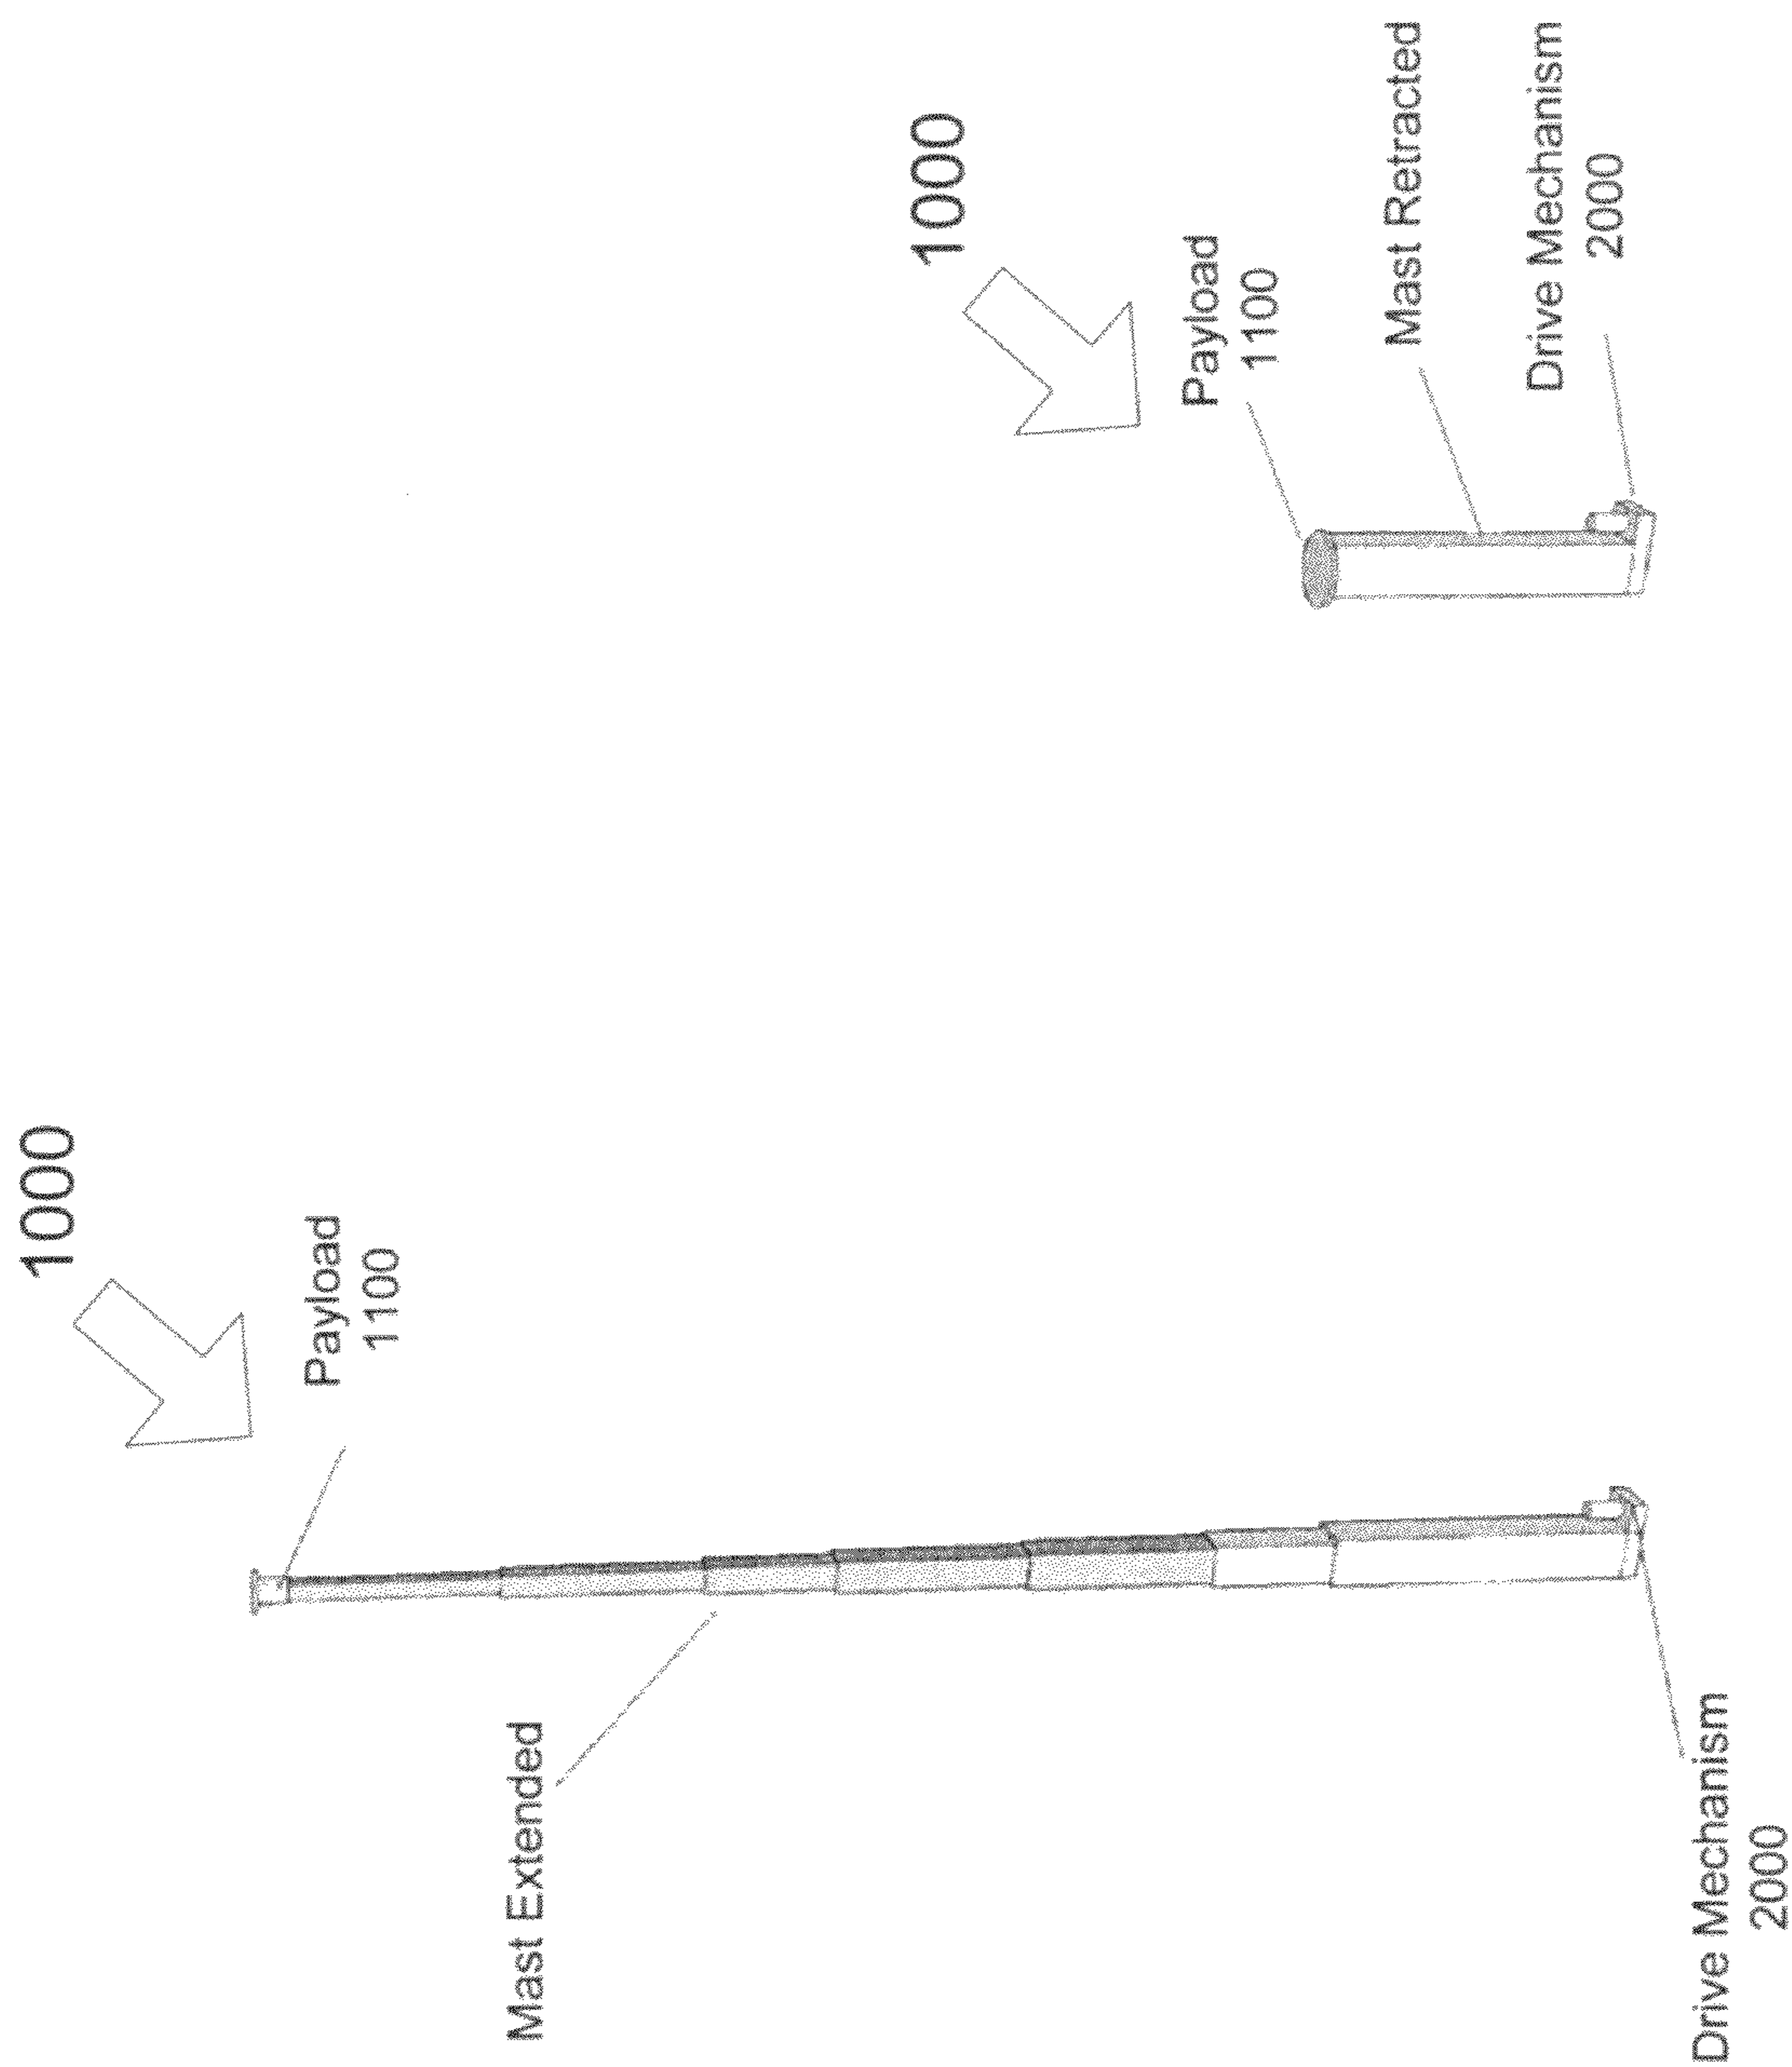 1000
Payload
1100
Mast Extended
Drive Mechanism
2000
1000
Payload
1100
Mast Retracted
Drive Mechanism
2000